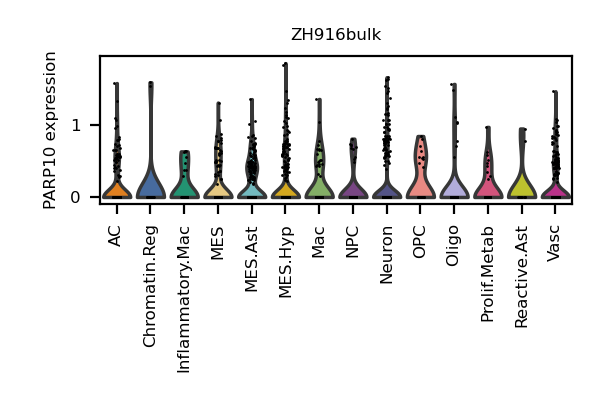 ZH916bulk
PARP10 expression
1
0
AC
Chromatin.Reg
Inflammatory.Mac
MES
MES.Ast
MES.Hyp
Mac
NPC
Neuron
OPC
Oligo
Prolif.Metab
Reactive.Ast
Vasc